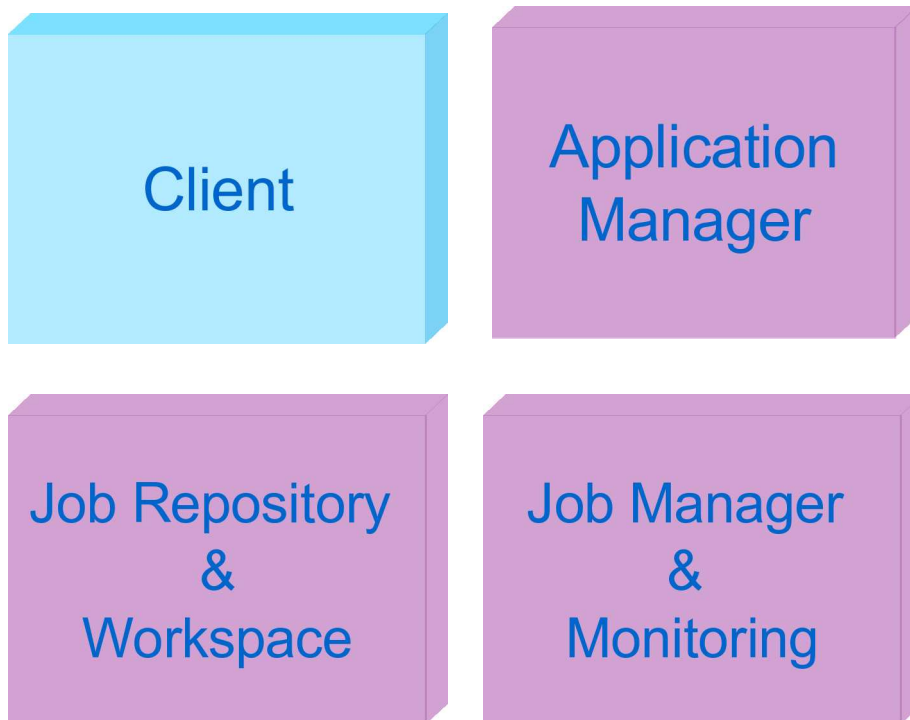 Client
Application
Manager
Job Repository
&
Workspace
Job Manager
&
Monitoring